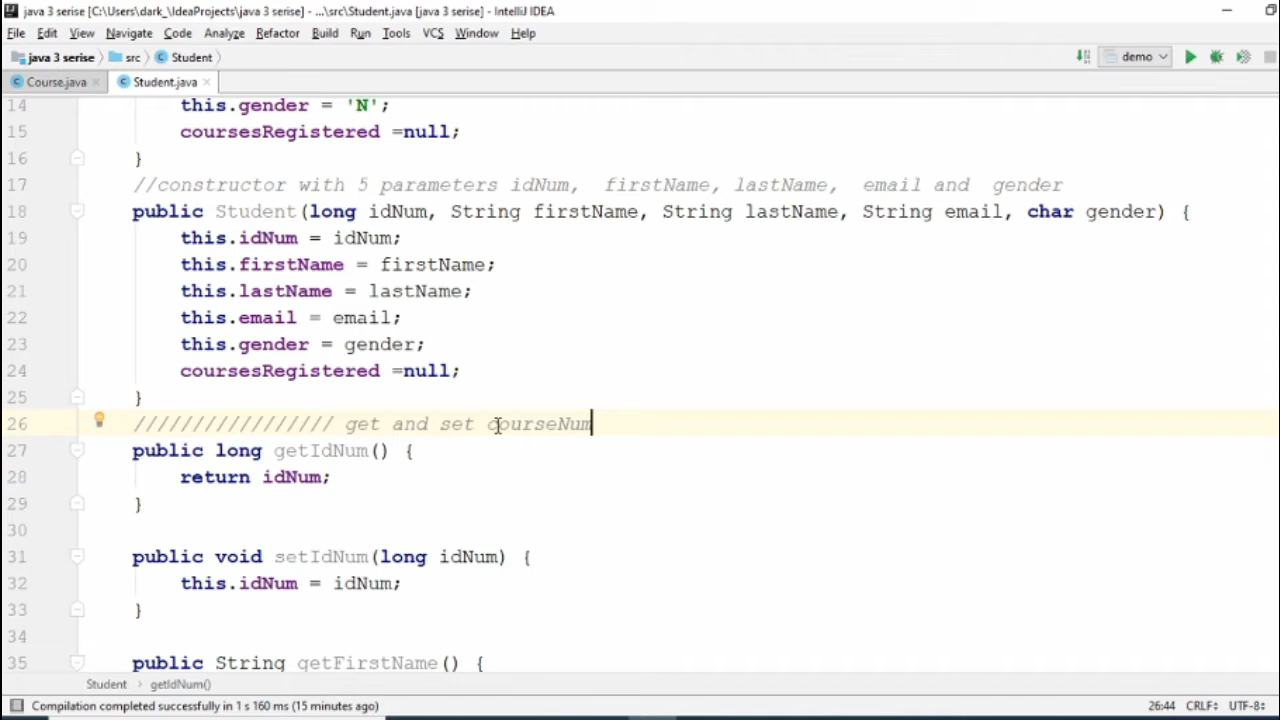 java 3 serise [C:\Users\dark_\IdeaProjects\java 3 serise] - ...\src\Student.java [java 3 serise] - IntelliJ IDEA
File Edit View Navigate Code Analyze Refactor Build Run Tools VCS Window Help
java 3 serise src Student demo
Course.java Student.java
14 this.gender = 'N';
15 coursesRegistered =null;
16 }
17 //constructor with 5 parameters idNum, firstName, lastName, email and gender
18 public Student(long idNum, String firstName, String lastName, String email, char gender) {
19 this.idNum = idNum;
20 this.firstName = firstName;
21 this.lastName = lastName;
22 this.email = email;
23 this.gender = gender;
24 coursesRegistered =null;
25 }
26 ///////////////// get and set courseNum
27 public long getIdNum() {
28 return idNum;
29 }
30
31 public void setIdNum(long idNum) {
32 this.idNum = idNum;
33 }
34
35 public String getFirstName() {
Student getIdNum()
Compilation completed successfully in 1 s 160 ms (15 minutes ago) 26:44 CRLF UTF-8